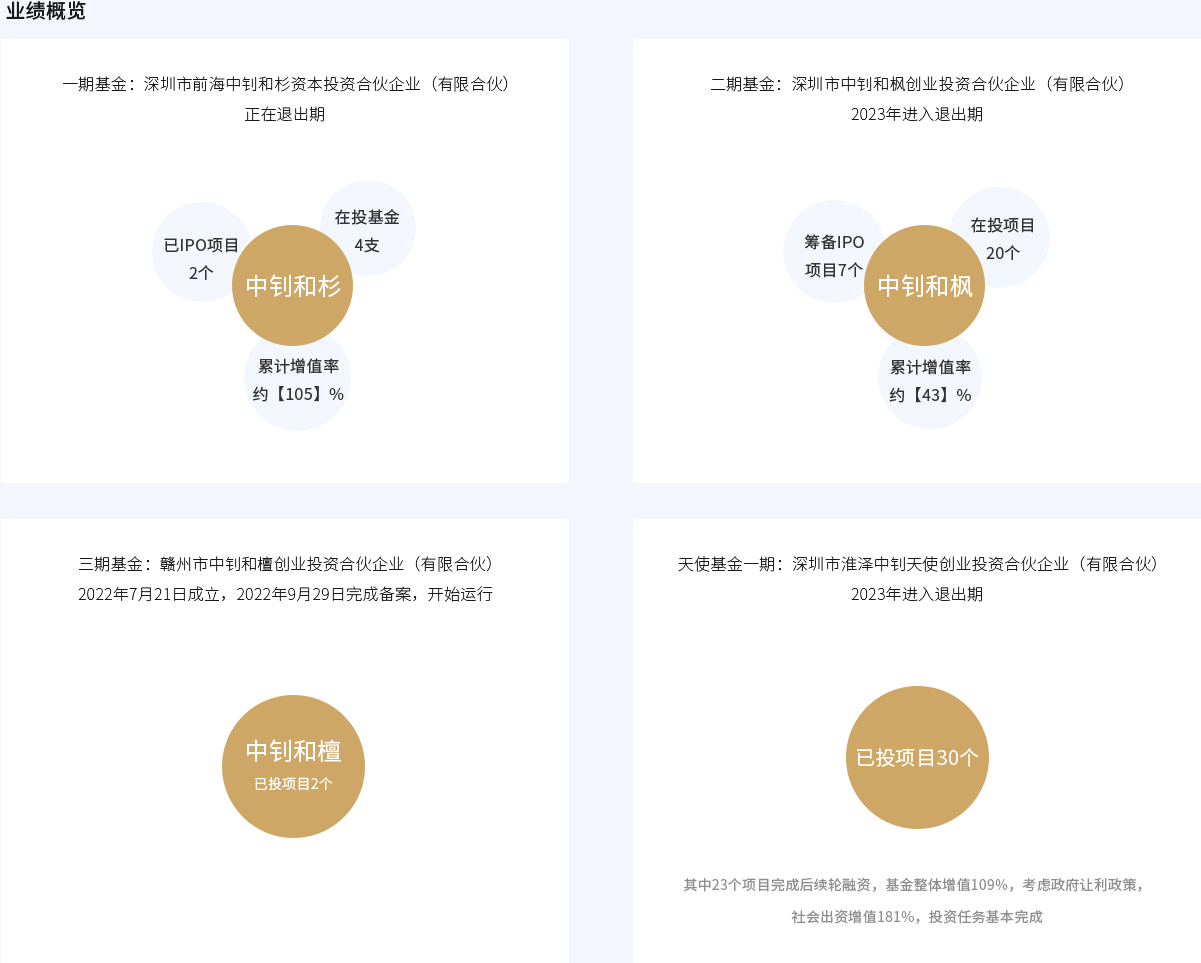 业绩概览
一期基金：深圳市前海中钊和杉资本投资合伙企业（有限合伙）
正在退出期
已IPO项目
2个
在投基金
4支
中钊和杉
累计增值率
约【105】%
二期基金：深圳市中钊和枫创业投资合伙企业（有限合伙）
2023年进入退出期
筹备IPO
项目7个
在投项目
20个
中钊和枫
累计增值率
约【43】%
三期基金：赣州市中钊和檀创业投资合伙企业（有限合伙）
2022年7月21日成立，2022年9月29日完成备案，开始运行
中钊和檀
已投项目2个
天使基金一期：深圳市淮泽中钊天使创业投资合伙企业（有限合伙）
2023年进入退出期
已投项目30个
其中23个项目完成后续轮融资，基金整体增值109%，考虑政府让利政策，
社会出资增值181%，投资任务基本完成